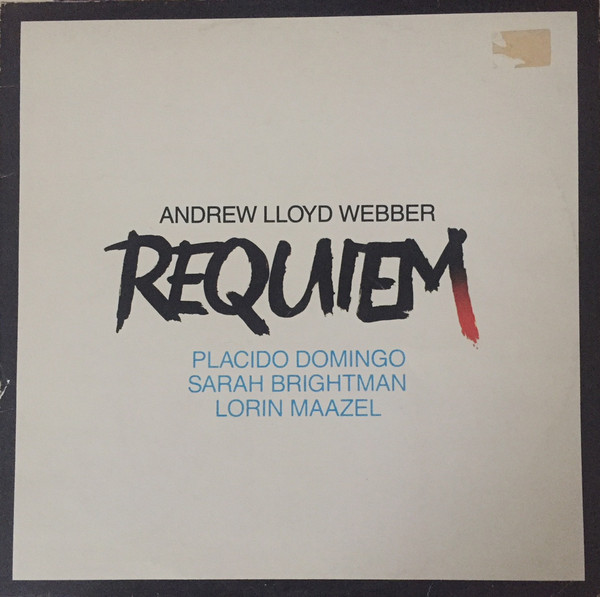 ANDREW LLOYD WEBBER
REQUIEM
PLACIDO DOMINGO
SARAH BRIGHTMAN
LORIN MAAZEL